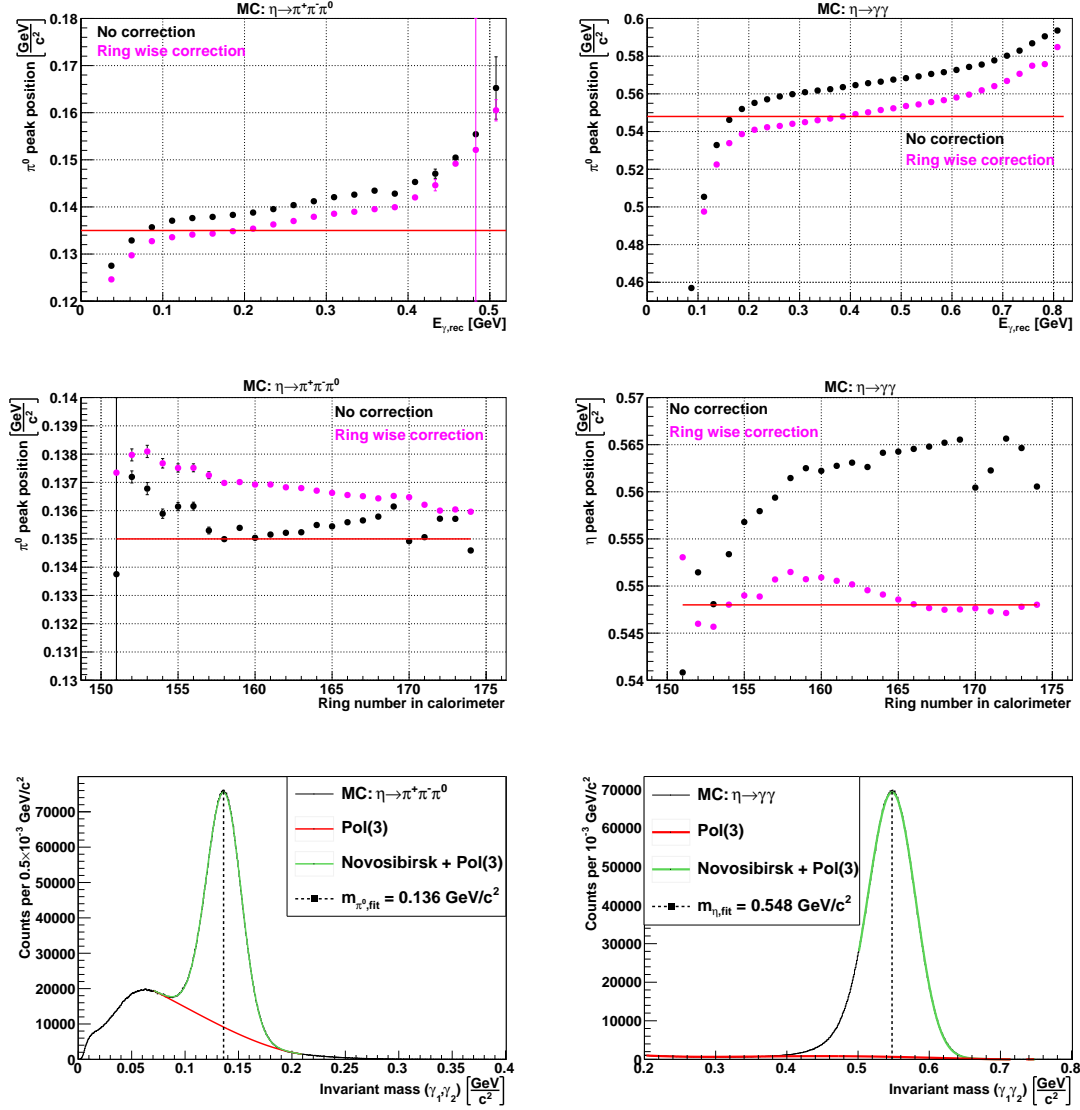 MC: η→π⁺π⁻π⁰
π⁰ peak position [GeV/c²]
No correction
Ring wise correction
0.18
0.17
0.16
0.15
0.14
0.13
0.12
0 0.1 0.2 0.3 0.4 0.5
E_γ,rec [GeV]
MC: η→γγ
π⁰ peak position [GeV/c²]
0.6
0.58
0.56
0.54
0.52
0.5
0.48
0.46
No correction
Ring wise correction
0 0.1 0.2 0.3 0.4 0.5 0.6 0.7 0.8
E_γ,rec [GeV]
MC: η→π⁺π⁻π⁰
π⁰ peak position [GeV/c²]
No correction
Ring wise correction
0.14
0.139
0.138
0.137
0.136
0.135
0.134
0.133
0.132
0.131
0.13
150 155 160 165 170 175
Ring number in calorimeter
MC: η→γγ
η peak position [GeV/c²]
No correction
Ring wise correction
0.57
0.565
0.56
0.555
0.55
0.545
0.54
150 155 160 165 170 175
Ring number in calorimeter
Counts per 0.5×10⁻³ GeV/c²
70000
60000
50000
40000
30000
20000
10000
0
MC: η→π⁺π⁻π⁰
Pol(3)
Novosibirsk + Pol(3)
m_π⁰,fit = 0.136 GeV/c²
0 0.05 0.1 0.15 0.2 0.25 0.3 0.35 0.4
Invariant mass (γ₁,γ₂) [GeV/c²]
Counts per 10⁻³ GeV/c²
70000
60000
50000
40000
30000
20000
10000
0
MC: η→γγ
Pol(3)
Novosibirsk + Pol(3)
m_η,fit = 0.548 GeV/c²
0.2 0.3 0.4 0.5 0.6 0.7 0.8
Invariant mass (γ₁γ₂) [GeV/c²]